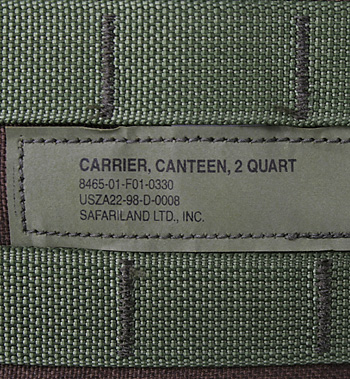 CARRIER, CANTEEN, 2 QUART
8465-01-F01-0330
USZA22-98-D-0008
SAFARILAND LTD., INC.